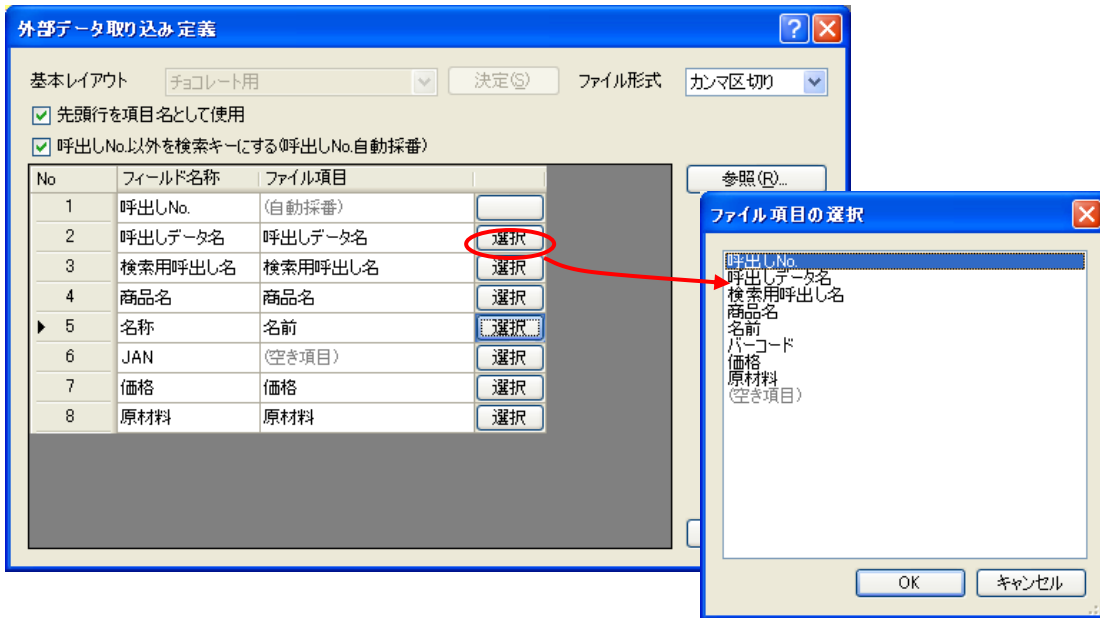 外部データ取り込み定義
基本レイアウト チョコレート用 決定(S) ファイル形式 カンマ区切り
先頭行を項目名として使用
呼出しNo.以外を検索キーにする(呼出しNo.自動採番)
参照(R)...
No フィールド名称 ファイル項目
1 呼出しNo. (自動採番)
2 呼出しデータ名 呼出しデータ名 選択
3 検索用呼出し名 検索用呼出し名 選択
4 商品名 商品名 選択
5 名称 名前 選択
6 JAN (空き項目) 選択
7 価格 価格 選択
8 原材料 原材料 選択
ファイル項目の選択
呼出しNo.
呼出しデータ名
検索用呼出し名
商品名
名前
バーコード
価格
原材料
(空き項目)
OK キャンセル